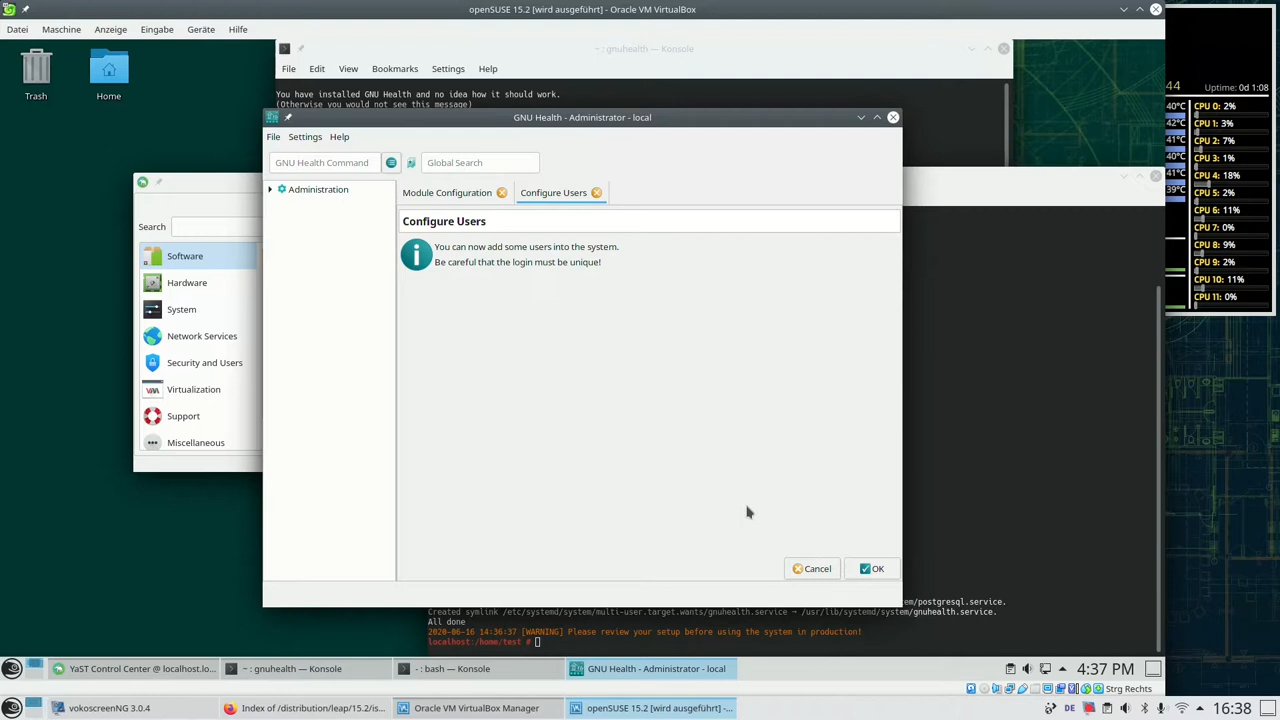 openSUSE 15.2 [wird ausgeführt] - Oracle VM VirtualBox
Datei Maschine Anzeige Eingabe Geräte Hilfe
Trash
Home
~ : gnuhealth — Konsole
File Edit View Bookmarks Settings Help
You have installed GNU Health and no idea how it should work.
(Otherwise you would not see this message)
GNU Health - Administrator - local
File Settings Help
GNU Health Command
Global Search
Administration
Module Configuration
Configure Users
Configure Users
You can now add some users into the system.
Be careful that the login must be unique!
Cancel
OK
Search
Software
Hardware
System
Network Services
Security and Users
Virtualization
Support
Miscellaneous
44
Uptime: 0d 1:08
40°C CPU 0: 2%
42°C CPU 1: 3%
41°C CPU 2: 7%
40°C CPU 3: 1%
41°C CPU 4: 18%
39°C CPU 5: 2%
CPU 6: 11%
CPU 7: 0%
CPU 8: 9%
CPU 9: 2%
CPU 10: 11%
CPU 11: 0%
em/postgresql.service.
Created symlink /etc/systemd/system/multi-user.target.wants/gnuhealth.service → /usr/lib/systemd/system/gnuhealth.service.
All done
2020-06-16 14:36:37 [WARNING] Please review your setup before using the system in production!
localhost:/home/test #
YaST Control Center @ localhost.lo...
~ : gnuhealth — Konsole
- : bash — Konsole
GNU Health - Administrator - local
4:37 PM
Strg Rechts
vokoscreenNG 3.0.4
Index of /distribution/leap/15.2/is...
Oracle VM VirtualBox Manager
openSUSE 15.2 [wird ausgeführt] -...
DE
16:38